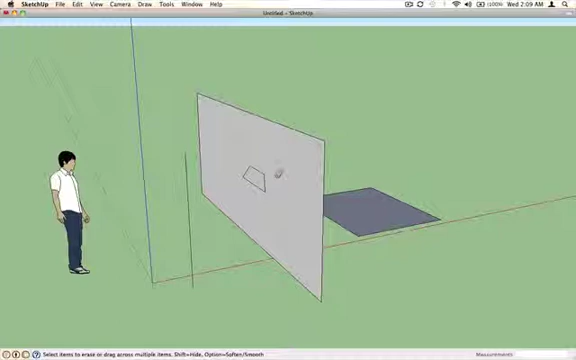 SketchUp File Edit View Camera Draw Tools Window Help
(100%) Wed 2:09 AM
Untitled - SketchUp
Select items to erase or drag across multiple items. Shift=Hide, Option=Soften/Smooth
Measurements